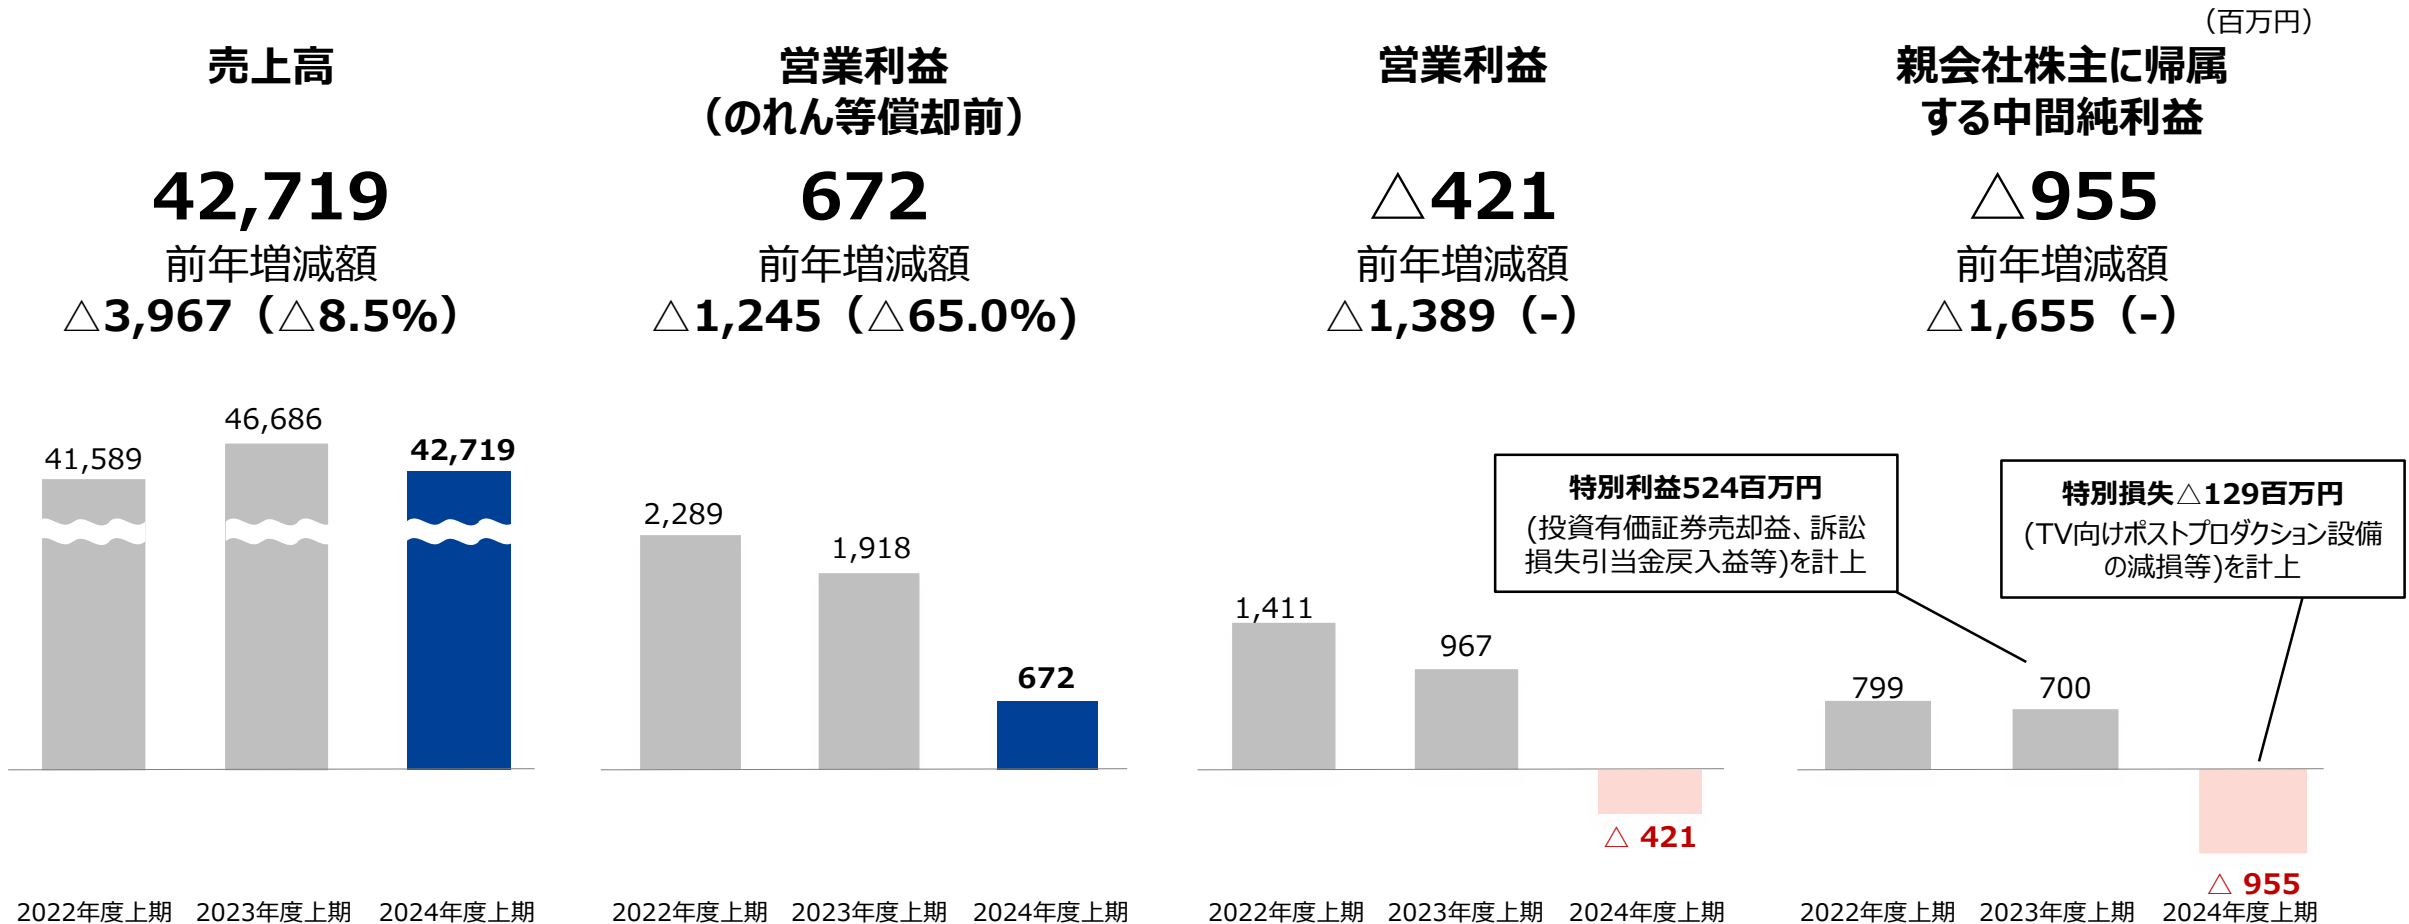 （百万円）
売上高
42,719
前年増減額
△3,967（△8.5%）
41,589
46,686
42,719
2022年度上期 2023年度上期 2024年度上期
営業利益
（のれん等償却前）
672
前年増減額
△1,245（△65.0%)
2,289
1,918
672
2022年度上期 2023年度上期 2024年度上期
営業利益
△421
前年増減額
△1,389（-）
1,411
967
△ 421
2022年度上期 2023年度上期 2024年度上期
親会社株主に帰属
する中間純利益
△955
前年増減額
△1,655（-）
特別利益524百万円
(投資有価証券売却益、訴訟
損失引当金戻入益等)を計上
特別損失△129百万円
(TV向けポストプロダクション設備
の減損等)を計上
799
700
△ 955
2022年度上期 2023年度上期 2024年度上期